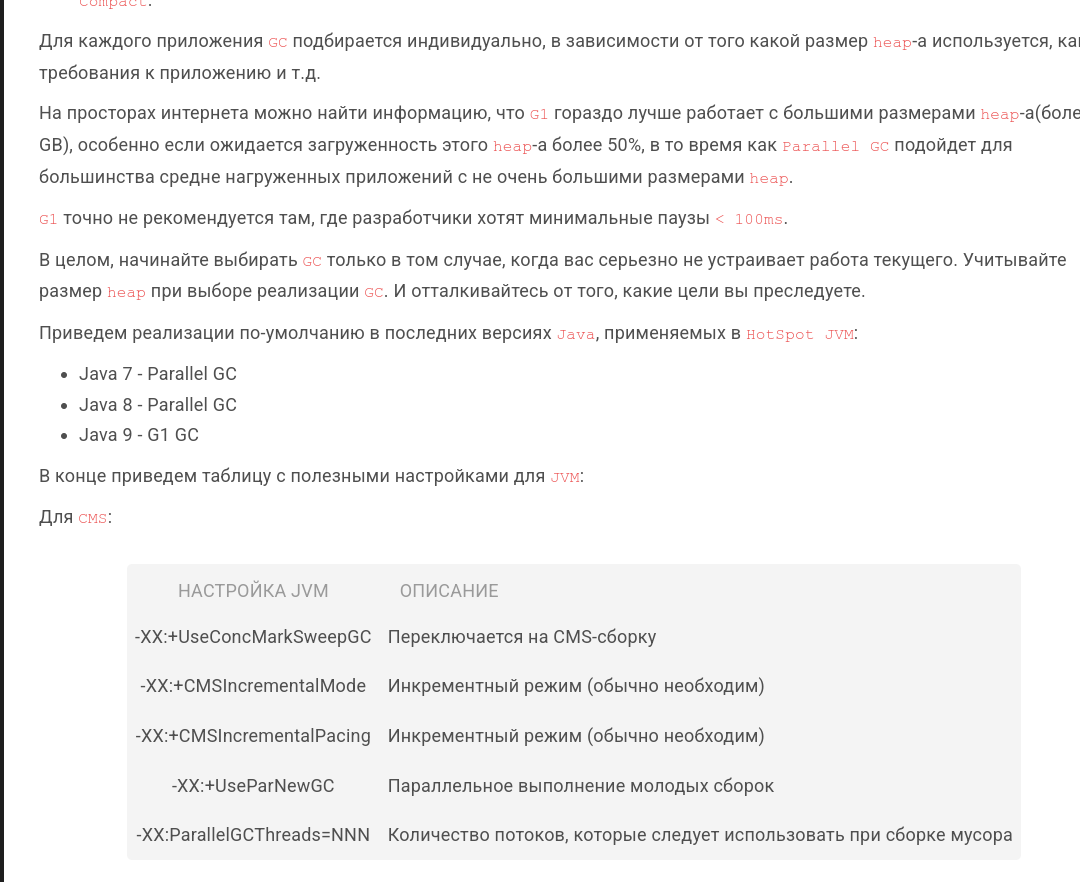 Compact.
Для каждого приложения GC подбирается индивидуально, в зависимости от того какой размер heap-а используется,
требования к приложению и т.д.
На просторах интернета можно найти информацию, что G1 гораздо лучше работает с большими размерами heap-а
GB), особенно если ожидается загруженность этого heap-а более 50%, в то время как Parallel GC подойдет для
большинства средне нагруженных приложений с не очень большими размерами heap.
G1 точно не рекомендуется там, где разработчики хотят минимальные паузы < 100ms.
В целом, начинайте выбирать GC только в том случае, когда вас серьезно не устраивает работа текущего. Учитывайте
размер heap при выборе реализации GC. И отталкивайтесь от того, какие цели вы преследуете.
Приведем реализации по-умолчанию в последних версиях Java, применяемых в HotSpot JVM:
• Java 7 - Parallel GC
• Java 8 - Parallel GC
• Java 9 - G1 GC
В конце приведем таблицу с полезными настройками для JVM:
Для CMS:
НАСТРОЙКА JVM ОПИСАНИЕ
-XX:+UseConcMarkSweepGC Переключается на CMS-сборку
-XX:+CMSIncrementalMode Инкрементный режим (обычно необходим)
-XX:+CMSIncrementalPacing Инкрементный режим (обычно необходим)
-XX:+UseParNewGC Параллельное выполнение молодых сборок
-XX:ParallelGCThreads=NNN Количество потоков, которые следует использовать при сборке мусора